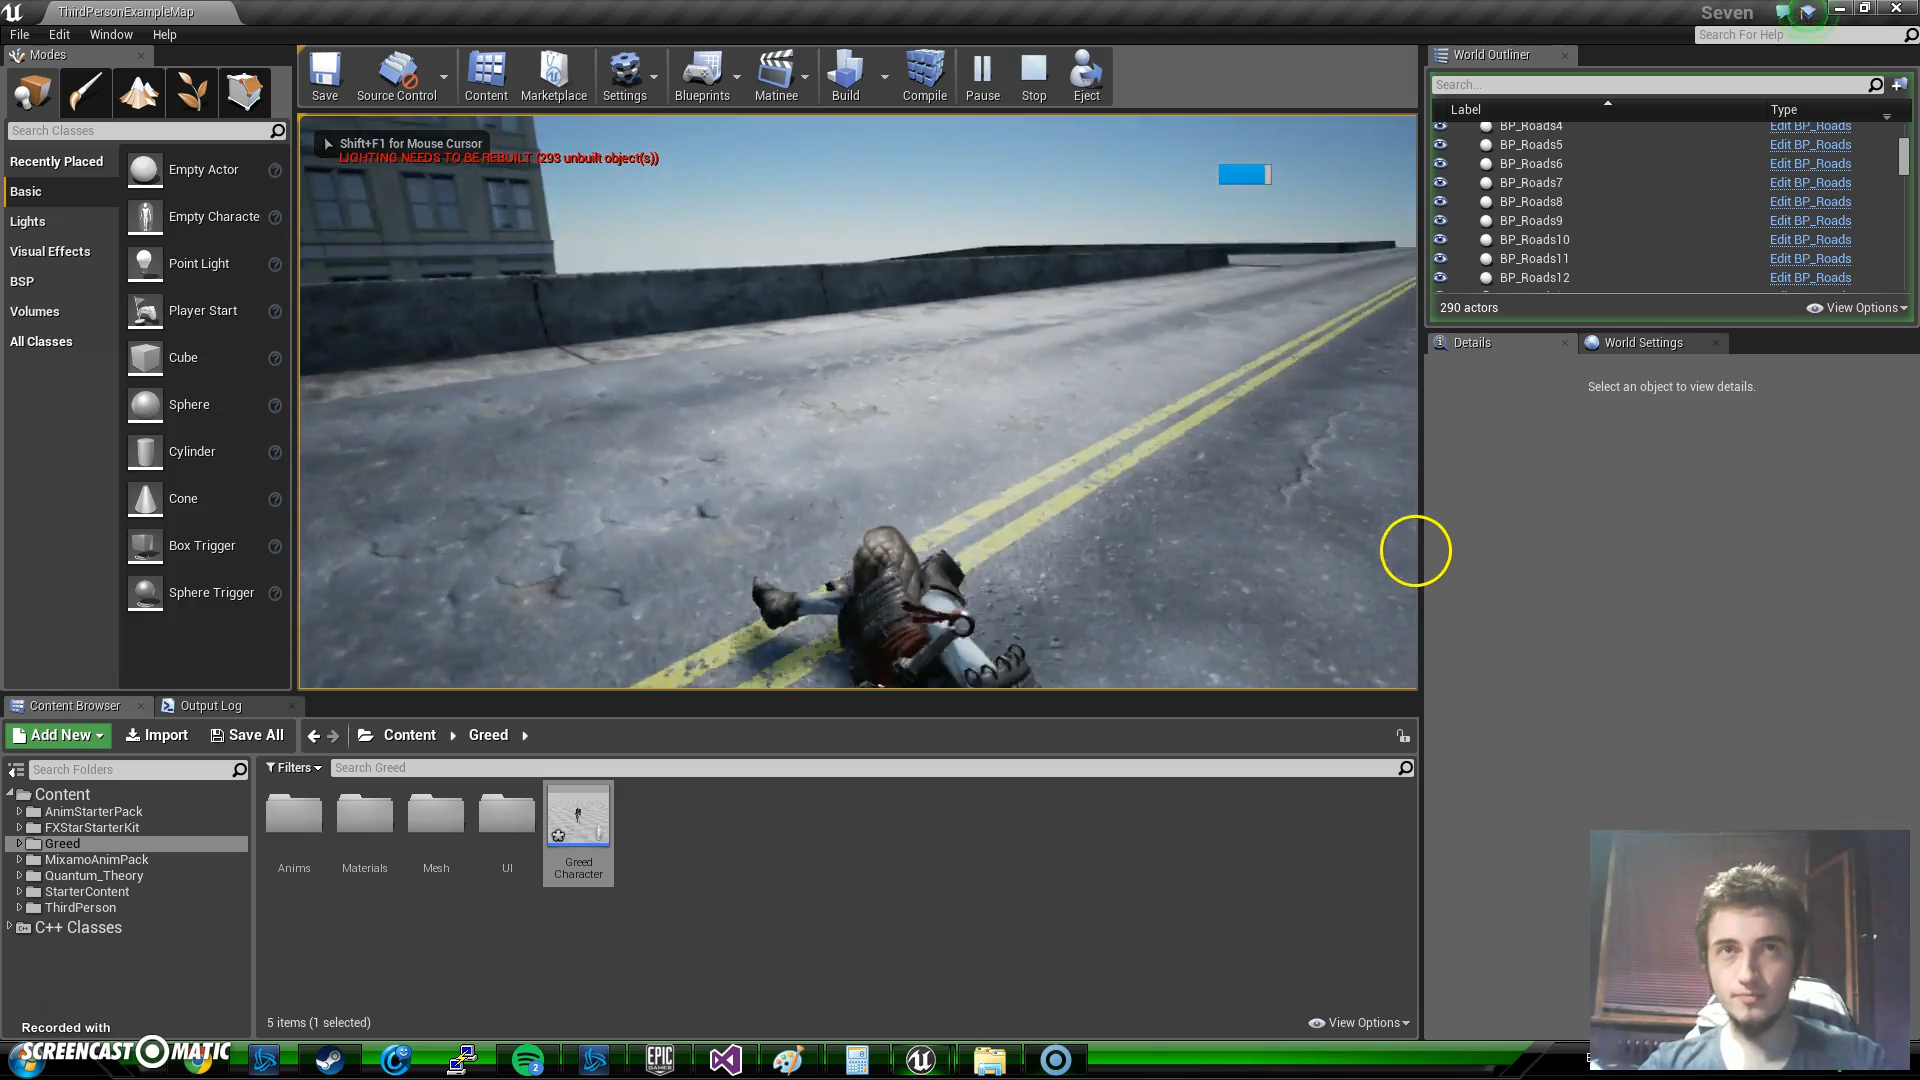 ThirdPersonExampleMap
Seven
File Edit Window Help
Search For Help
Modes
Save
Source Control
Content
Marketplace
Settings
Blueprints
Matinee
Build
Compile
Pause
Stop
Eject
World Outliner
Search...
Label
Type
BP_Roads4 Edit BP_Roads
BP_Roads5 Edit BP_Roads
BP_Roads6 Edit BP_Roads
BP_Roads7 Edit BP_Roads
BP_Roads8 Edit BP_Roads
BP_Roads9 Edit BP_Roads
BP_Roads10 Edit BP_Roads
BP_Roads11 Edit BP_Roads
BP_Roads12 Edit BP_Roads
290 actors
View Options
Details
World Settings
Select an object to view details.
Search Classes
Recently Placed
Basic
Lights
Visual Effects
BSP
Volumes
All Classes
Empty Actor
Empty Characte
Point Light
Player Start
Cube
Sphere
Cylinder
Cone
Box Trigger
Sphere Trigger
Shift+F1 for Mouse Cursor
LIGHTING NEEDS TO BE REBUILT (293 unbuilt object(s))
Content Browser
Output Log
Add New
Import
Save All
Content
Greed
Search Folders
Filters
Search Greed
Content
AnimStarterPack
FXStarStarterKit
Greed
MixamoAnimPack
Quantum_Theory
StarterContent
ThirdPerson
C++ Classes
Anims
Materials
Mesh
UI
Greed
Character
5 items (1 selected)
View Options
Recorded with
SCREENCAST MATIC
2
EPIC
GAMES